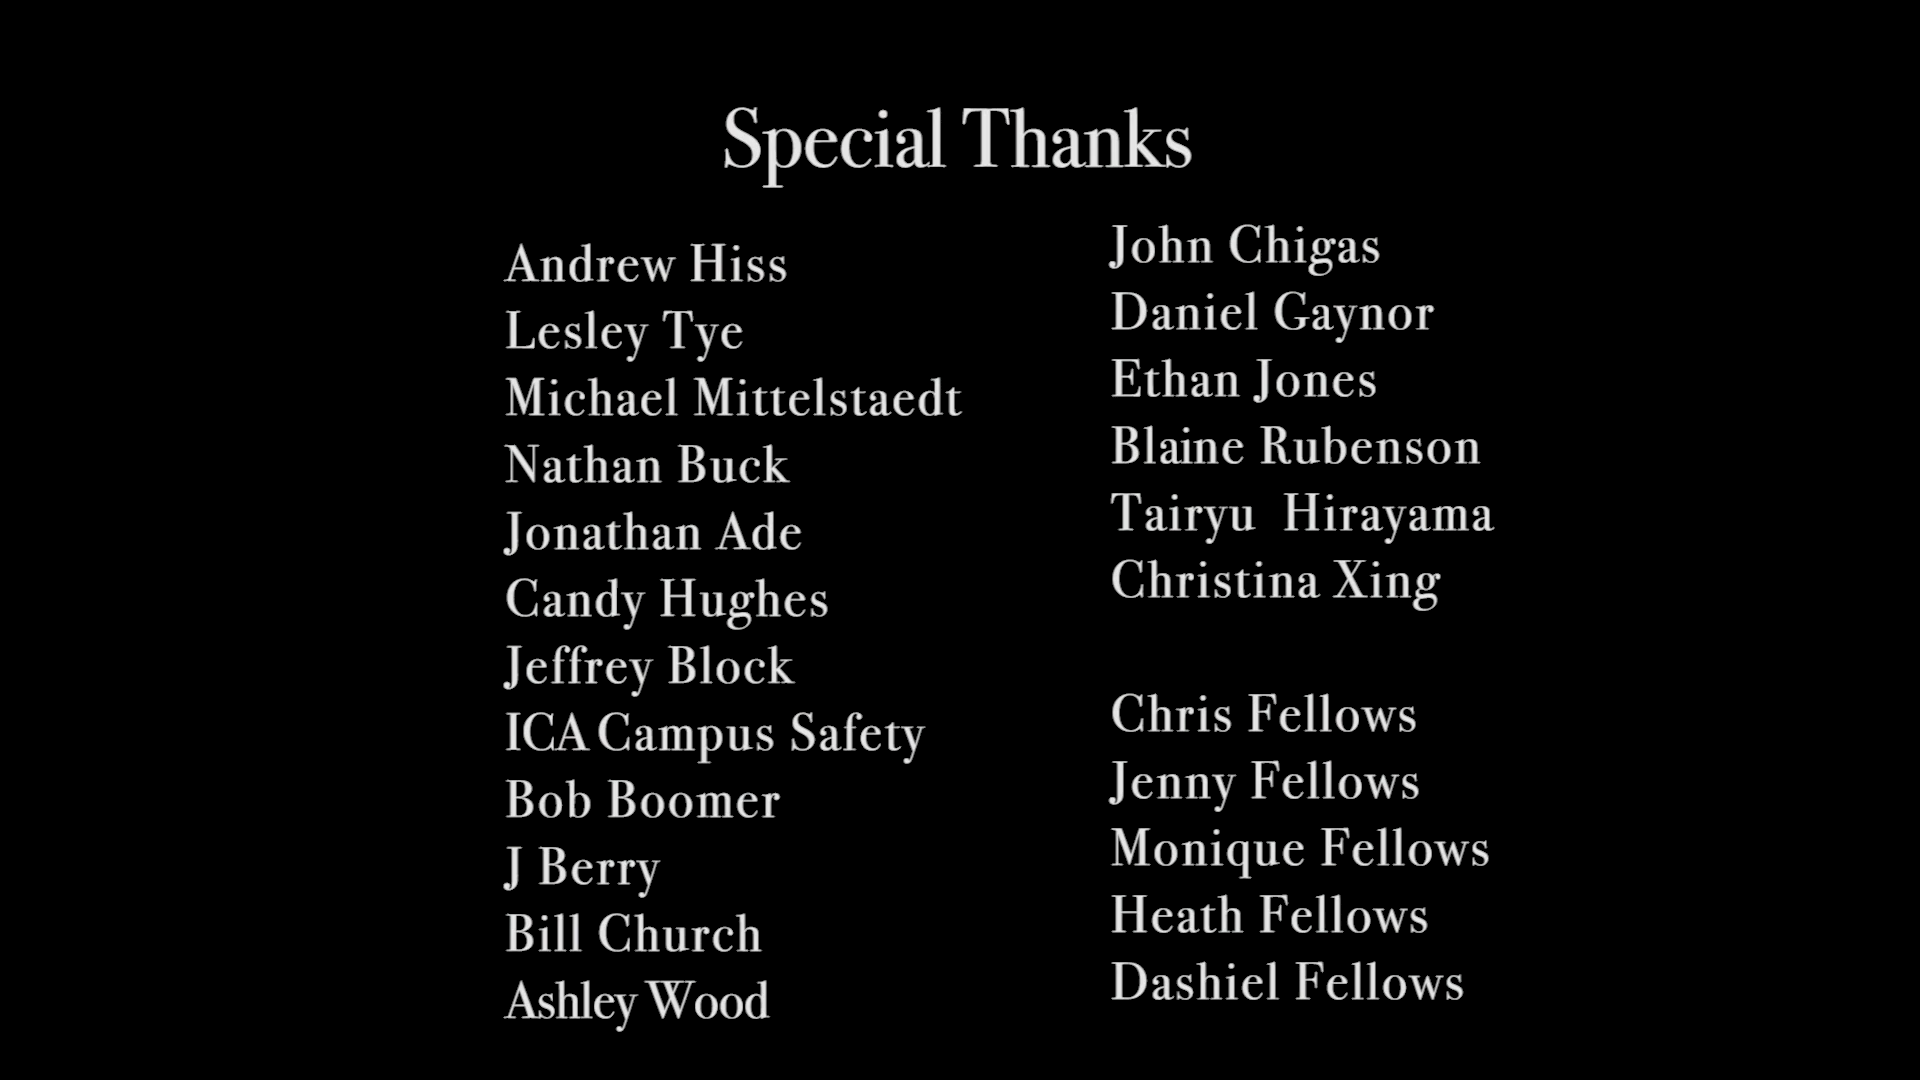 Special Thanks
Andrew Hiss
Lesley Tye
Michael Mittelstaedt
Nathan Buck
Jonathan Ade
Candy Hughes
Jeffrey Block
ICA Campus Safety
Bob Boomer
J Berry
Bill Church
Ashley Wood
John Chigas
Daniel Gaynor
Ethan Jones
Blaine Rubenson
Tairyu  Hirayama
Christina Xing
Chris Fellows
Jenny Fellows
Monique Fellows
Heath Fellows
Dashiel Fellows